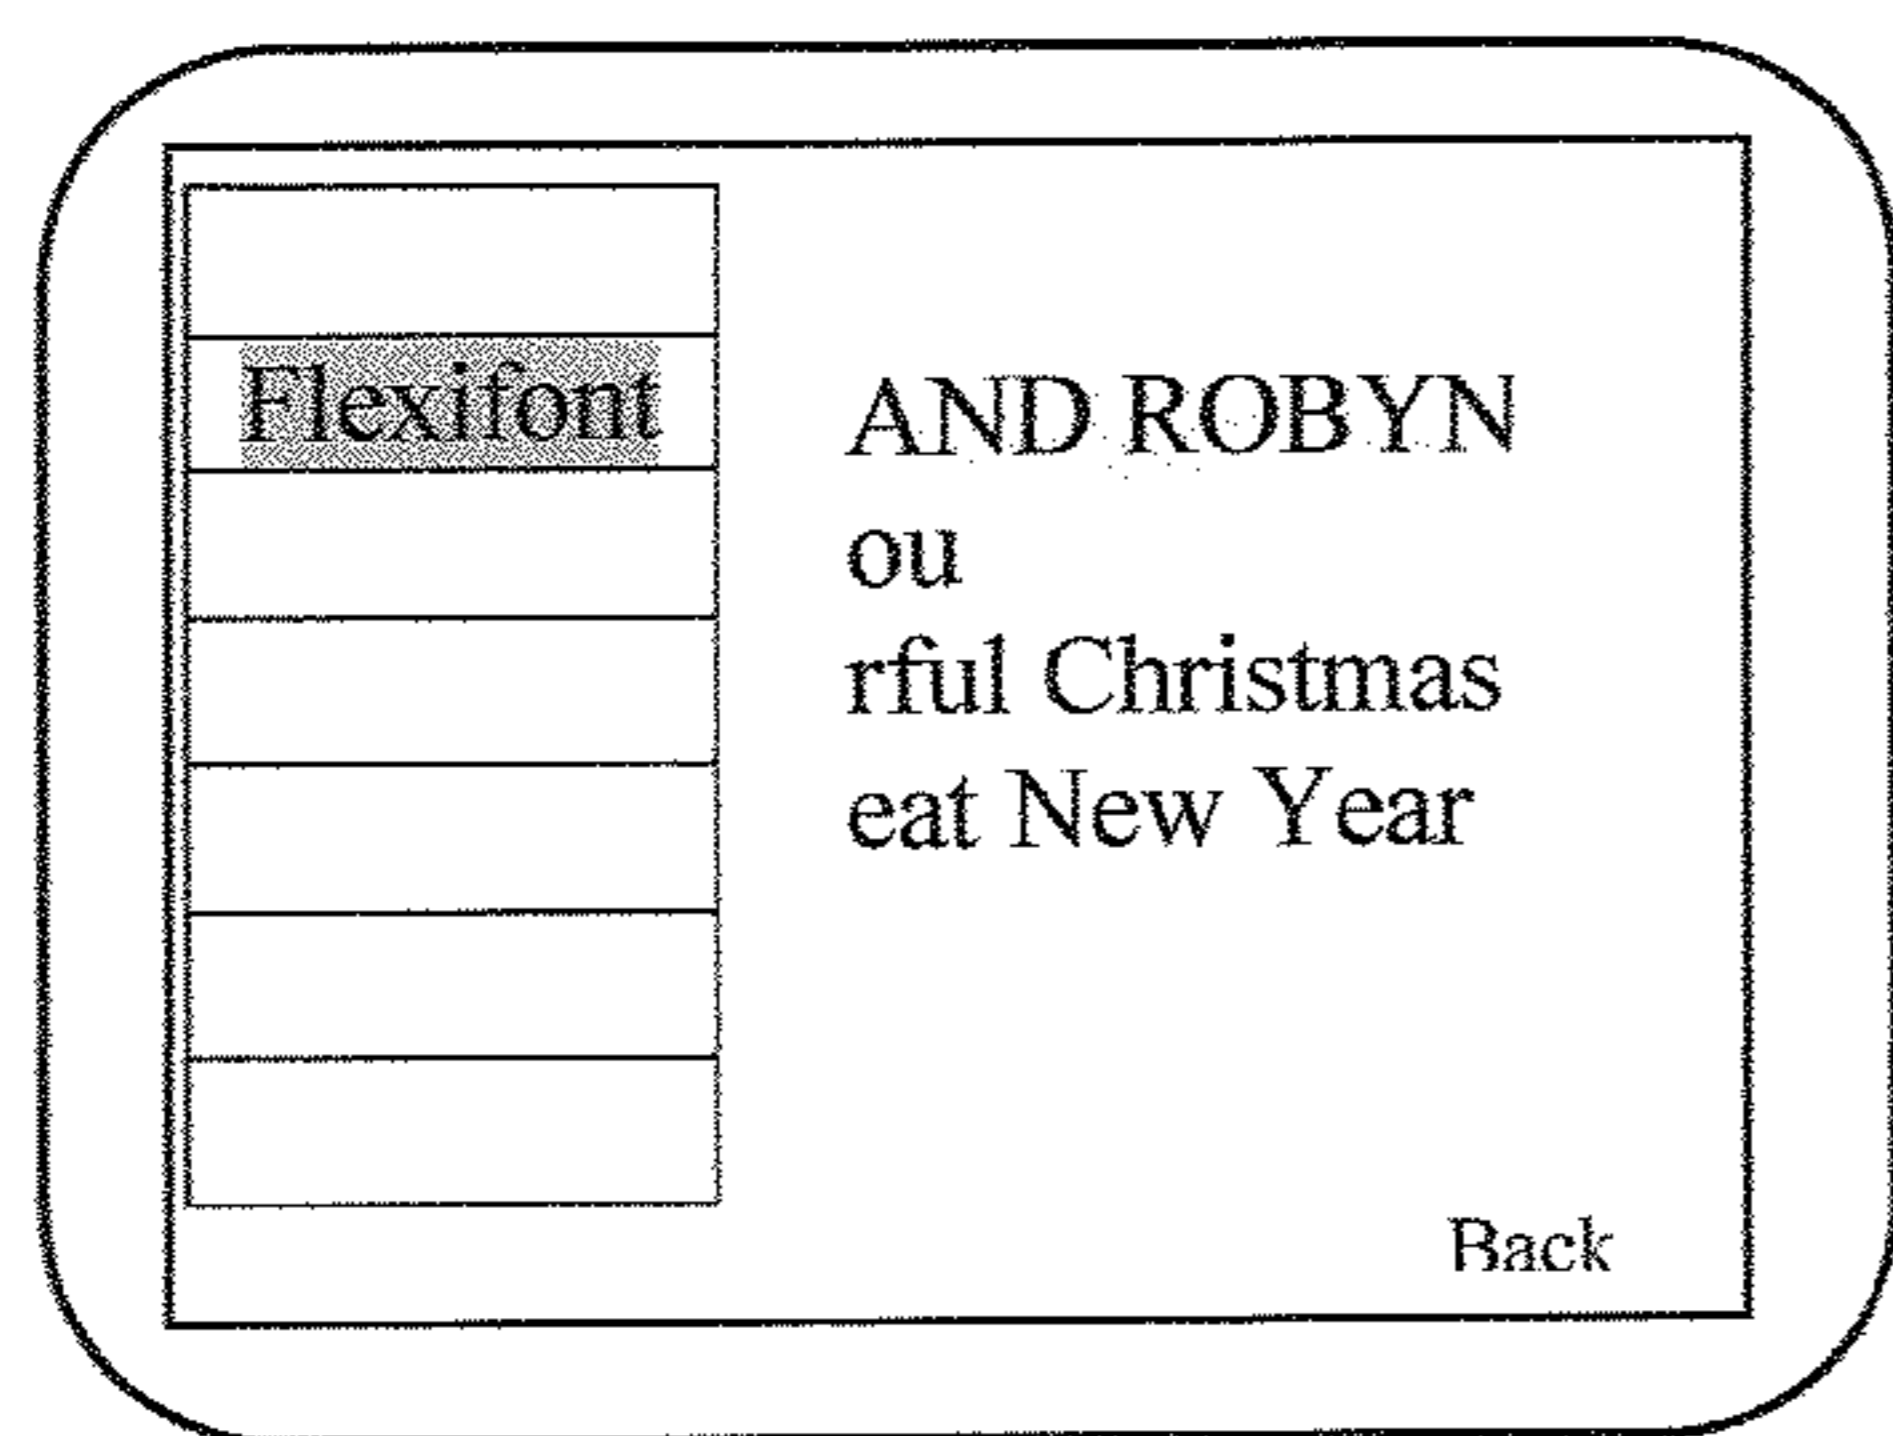 Flexifont
AND ROBYN
ou
rful Christmas
eat New Year
Back